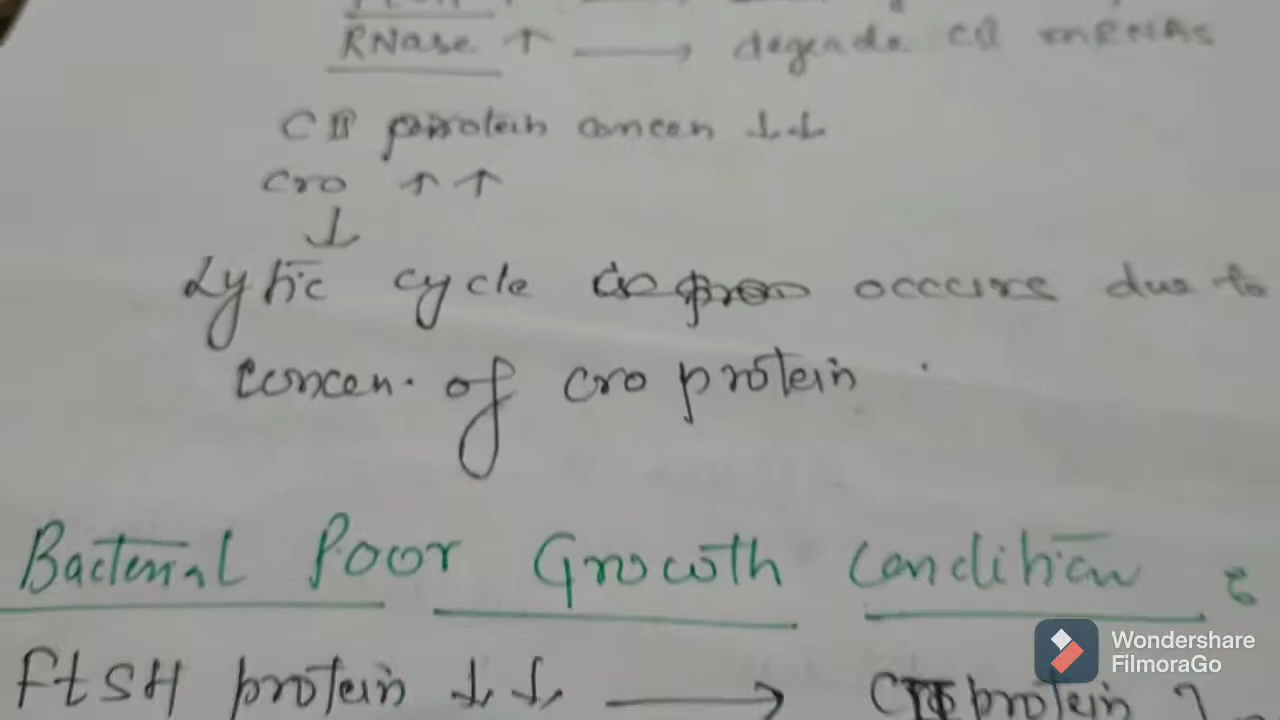 RNase ↑ → degende CII mRNAs
CII protein concen ↓↓
Cro ↑ ↑
↓
Lytic cycle occurs due to
concen. of cro protein.
Bacterial Poor Growth Condition :
FtSH protein ↓↓ → CII protein
Wondershare
FilmoraGo